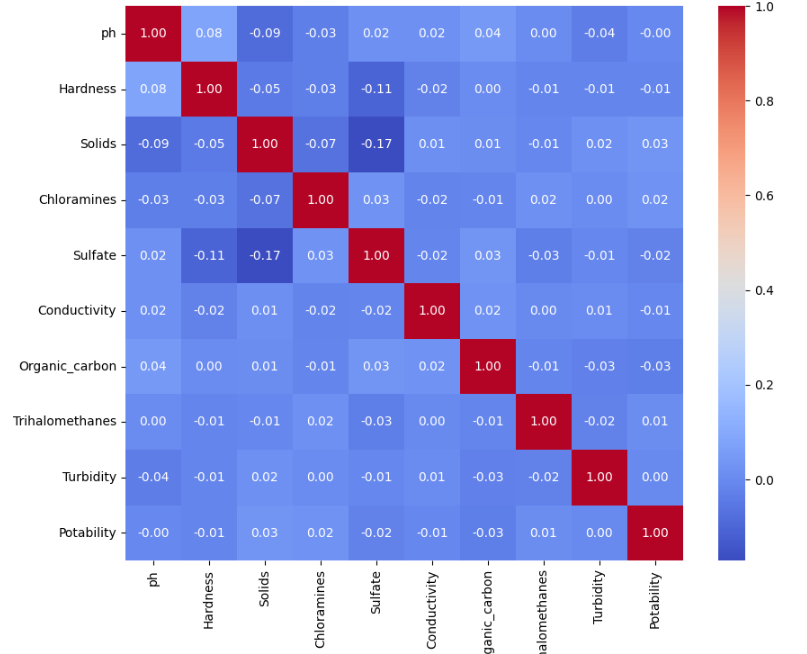 ph 1.00 0.08 -0.09 -0.03 0.02 0.02 0.04 0.00 -0.04 -0.00
Hardness 0.08 1.00 -0.05 -0.03 -0.11 -0.02 0.00 -0.01 -0.01 -0.01
Solids -0.09 -0.05 1.00 -0.07 -0.17 0.01 0.01 -0.01 0.02 0.03
Chloramines -0.03 -0.03 -0.07 1.00 0.03 -0.02 -0.01 0.02 0.00 0.02
Sulfate 0.02 -0.11 -0.17 0.03 1.00 -0.02 0.03 -0.03 -0.01 -0.02
Conductivity 0.02 -0.02 0.01 -0.02 -0.02 1.00 0.02 0.00 0.01 -0.01
Organic_carbon 0.04 0.00 0.01 -0.01 0.03 0.02 1.00 -0.01 -0.03 -0.03
Trihalomethanes 0.00 -0.01 -0.01 0.02 -0.03 0.00 -0.01 1.00 -0.02 0.01
Turbidity -0.04 -0.01 0.02 0.00 -0.01 0.01 -0.03 -0.02 1.00 0.00
Potability -0.00 -0.01 0.03 0.02 -0.02 -0.01 -0.03 0.01 0.00 1.00
ph
Hardness
Solids
Chloramines
Sulfate
Conductivity
ganic_carbon
halomethanes
Turbidity
Potability
1.0
0.8
0.6
0.4
0.2
0.0